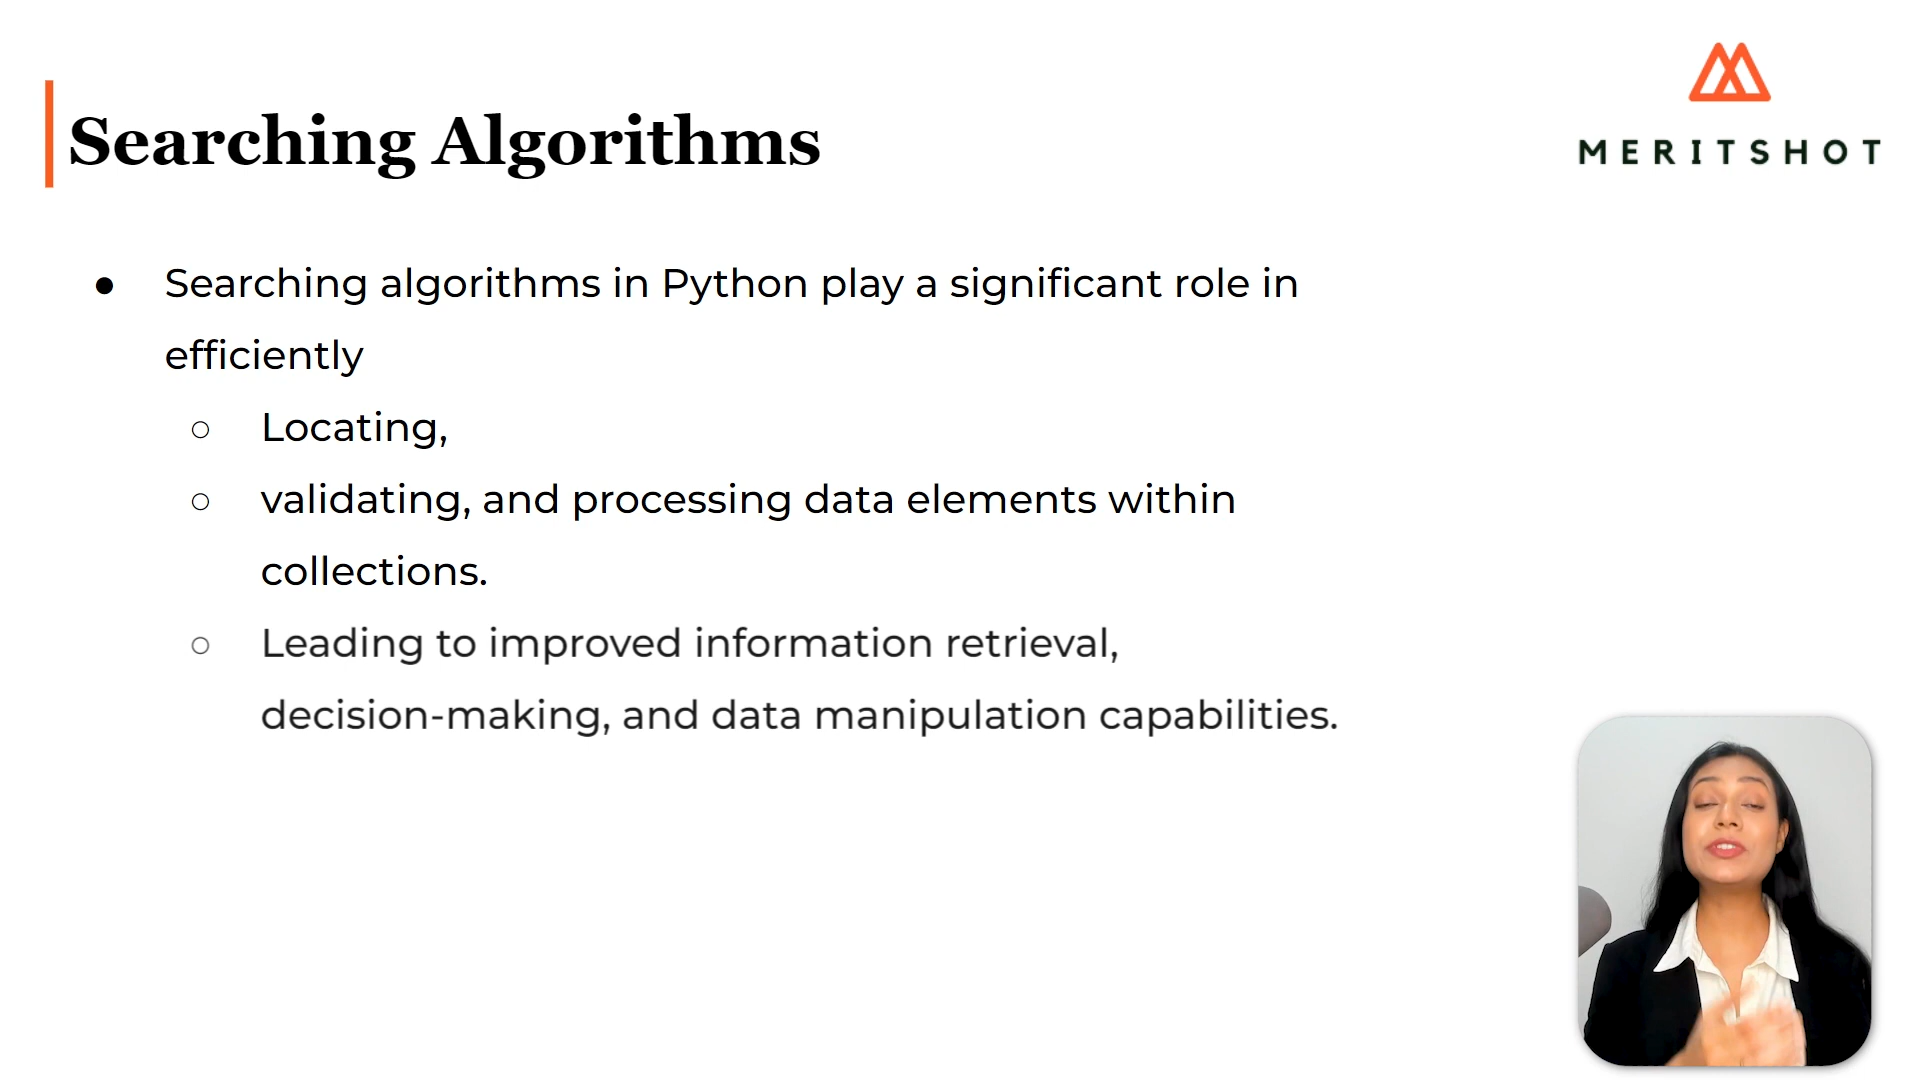 Searching Algorithms
MERITSHOT
● Searching algorithms in Python play a significant role in
efficiently
○ Locating,
○ validating, and processing data elements within
collections.
○ Leading to improved information retrieval,
decision-making, and data manipulation capabilities.